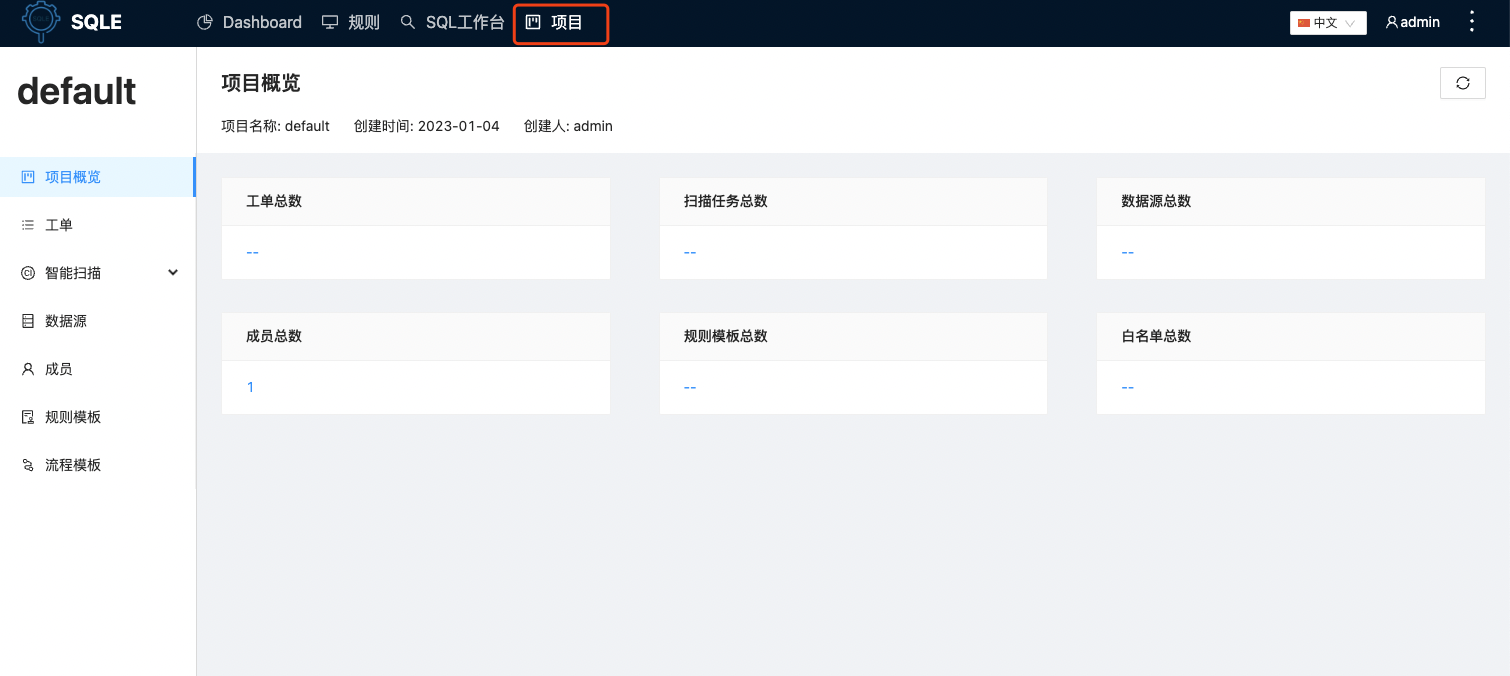 SQLE Dashboard 规则 SQL工作台 项目 中文 admin
default
项目概览
项目名称: default 创建时间: 2023-01-04 创建人: admin
项目概览
工单
智能扫描
数据源
成员
规则模板
流程模板
工单总数 扫描任务总数 数据源总数
-- -- --
成员总数 规则模板总数 白名单总数
1 -- --